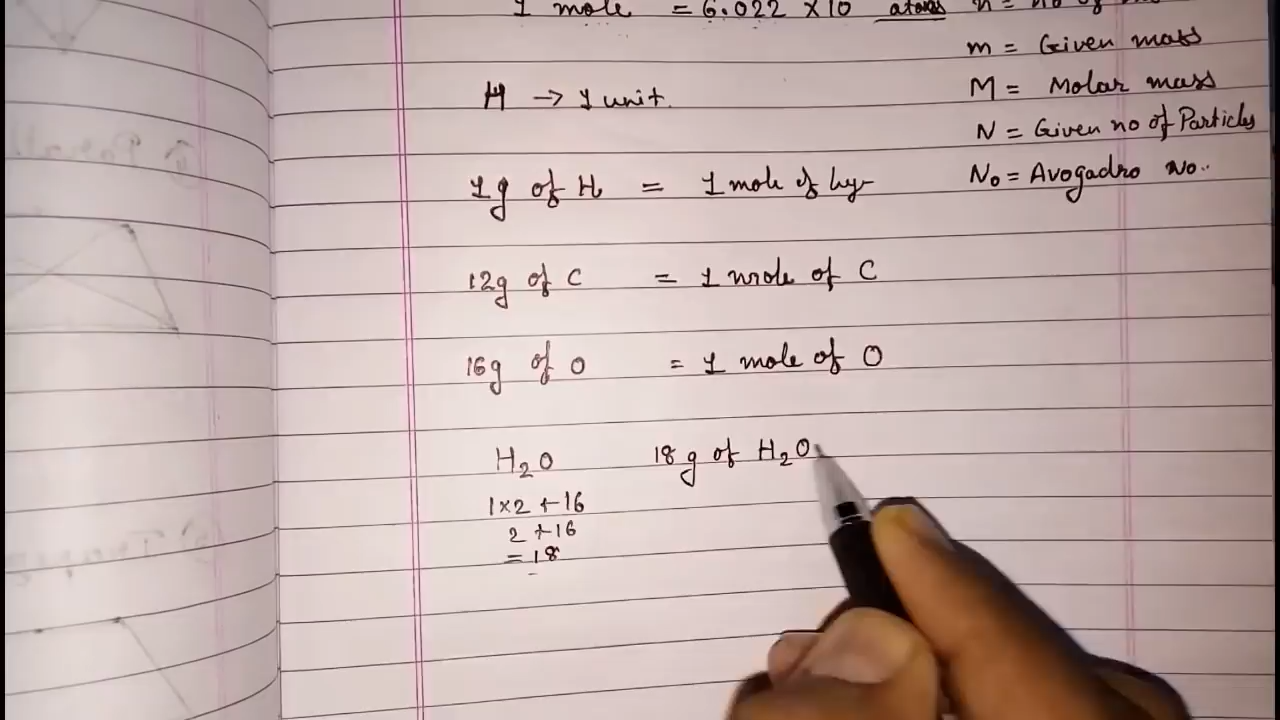 1 mole = 6.022 ×10 atoms n = no of
m = Given mass
H → 1 unit.
M = Molar mass
N = Given no of Particles
1g of H = 1 mole of hy-
N₀ = Avogadro No..
12g of C = 1 mole of C
16g of O = 1 mole of O
H₂O 18 g of H₂O
1×2 +16
2 +16
= 18